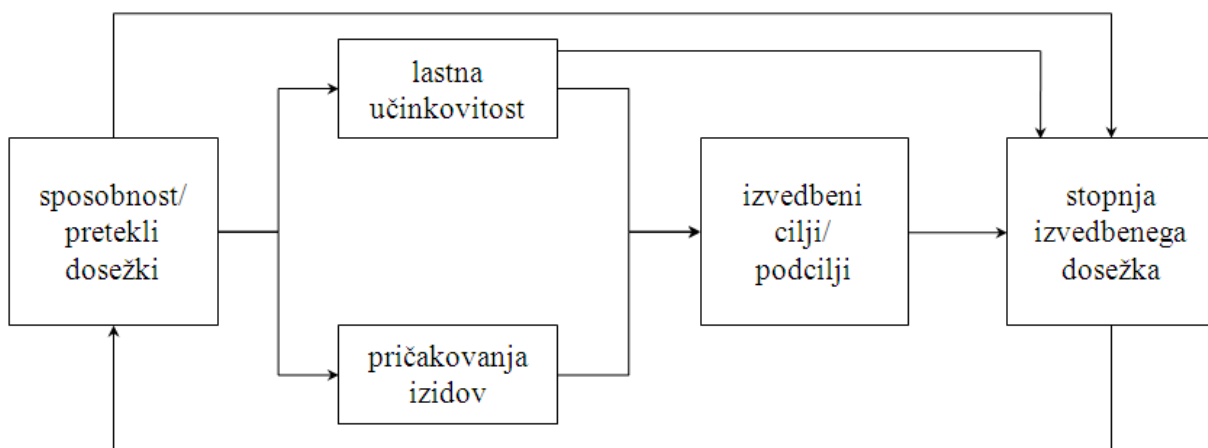 lastna
učinkovitost
sposobnost/
pretekli
dosežki
izvedbeni
cilji/
podcilji
stopnja
izvedbenega
dosežka
pričakovanja
izidov